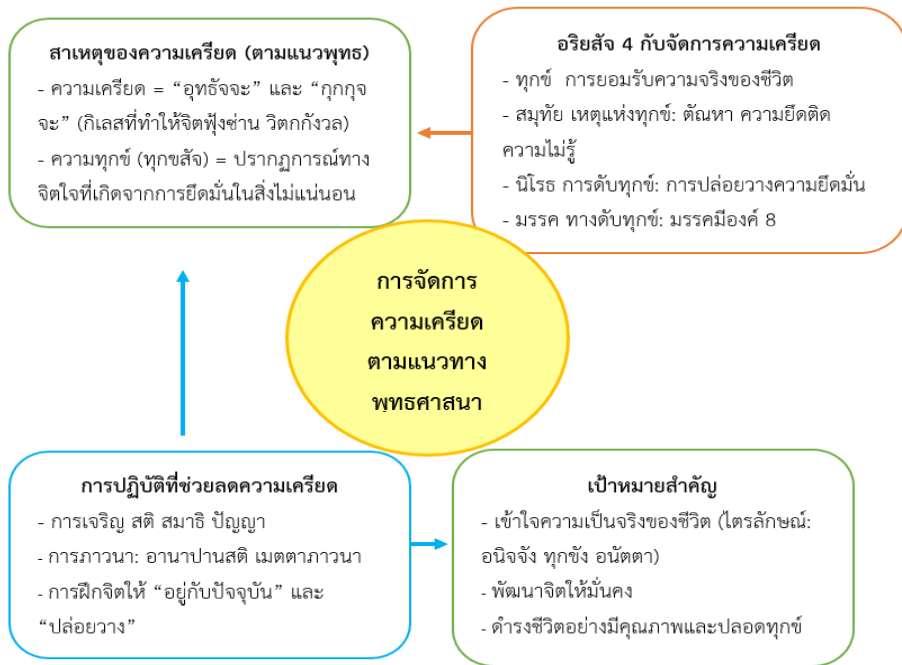 สาเหตุของความเครียด (ตามแนวพุทธ)
- ความเครียด = “อุทธัจจะ” และ “กุกกุจ
จะ” (กิเลสที่ทำให้จิตฟุ้งซ่าน วิตกกังวล)
- ความทุกข์ (ทุกขสัจ) = ปรากฏการณ์ทาง
จิตใจที่เกิดจากการยึดมั่นในสิ่งไม่แน่นอน
อริยสัจ 4 กับจัดการความเครียด
- ทุกข์ การยอมรับความจริงของชีวิต
- สมุทัย เหตุแห่งทุกข์: ตัณหา ความยึดติด
ความไม่รู้
- นิโรธ การดับทุกข์: การปล่อยวางความยึดมั่น
- มรรค ทางดับทุกข์: มรรคมีองค์ 8
การจัดการ
ความเครียด
ตามแนวทาง
พุทธศาสนา
การปฏิบัติที่ช่วยลดความเครียด
- การเจริญ สติ สมาธิ ปัญญา
- การภาวนา: อานาปานสติ เมตตาภาวนา
- การฝึกจิตให้ “อยู่กับปัจจุบัน” และ
“ปล่อยวาง”
เป้าหมายสำคัญ
- เข้าใจความเป็นจริงของชีวิต (ไตรลักษณ์:
อนิจจัง ทุกขัง อนัตตา)
- พัฒนาจิตให้มั่นคง
- ดำรงชีวิตอย่างมีคุณภาพและปลอดทุกข์